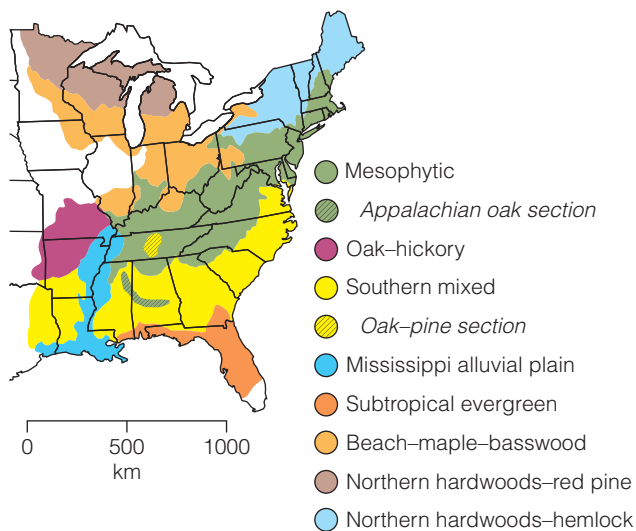 Mesophytic
Appalachian oak section
Oak–hickory
Southern mixed
Oak–pine section
Mississippi alluvial plain
Subtropical evergreen
Beach–maple–basswood
Northern hardwoods–red pine
Northern hardwoods–hemlock
0 500 1000
km